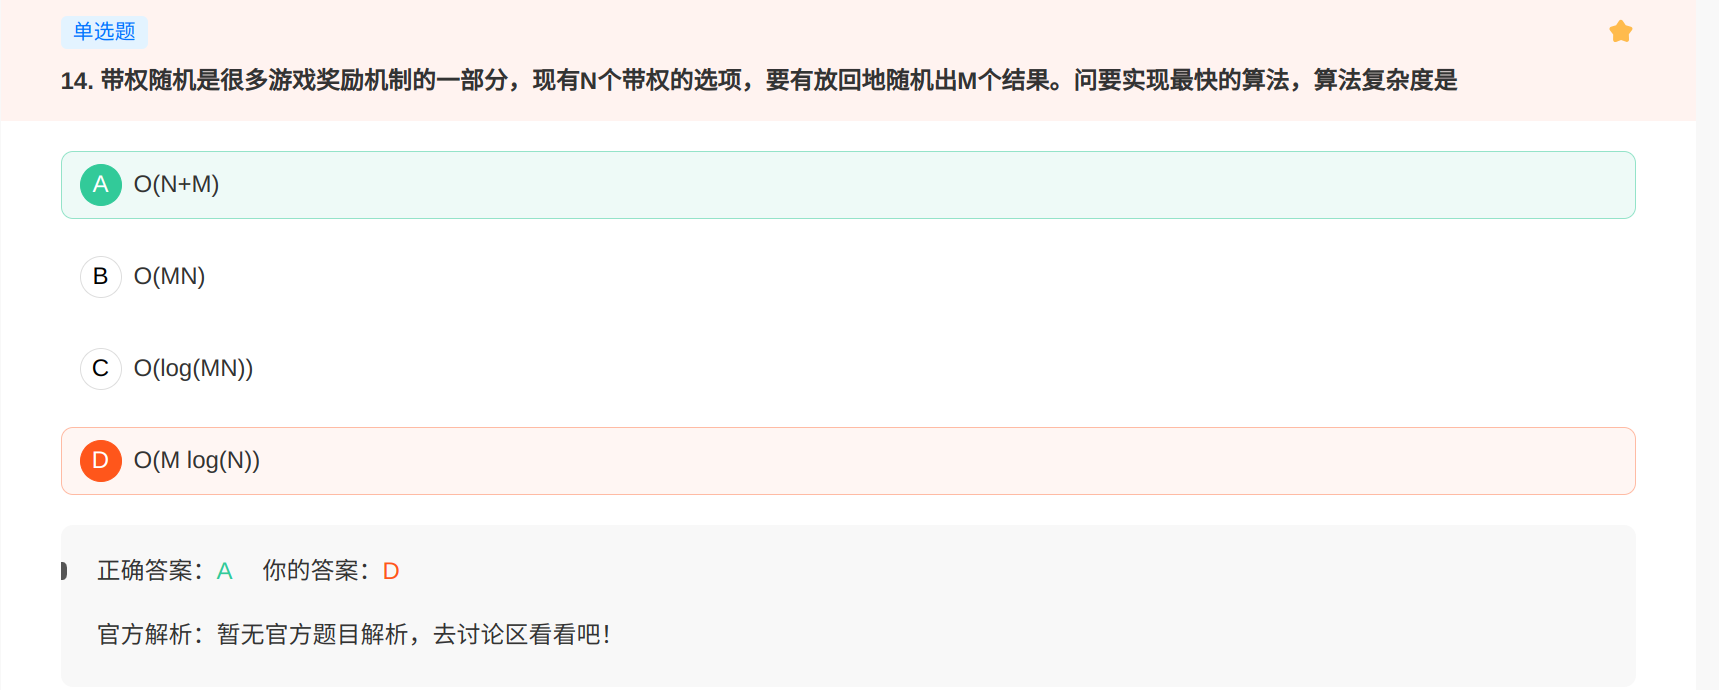 单选题
14. 带权随机是很多游戏奖励机制的一部分，现有N个带权的选项，要有放回地随机出M个结果。问要实现最快的算法，算法复杂度是
A O(N+M)
B O(MN)
C O(log(MN))
D O(M log(N))
正确答案：A 你的答案：D
官方解析：暂无官方题目解析，去讨论区看看吧！